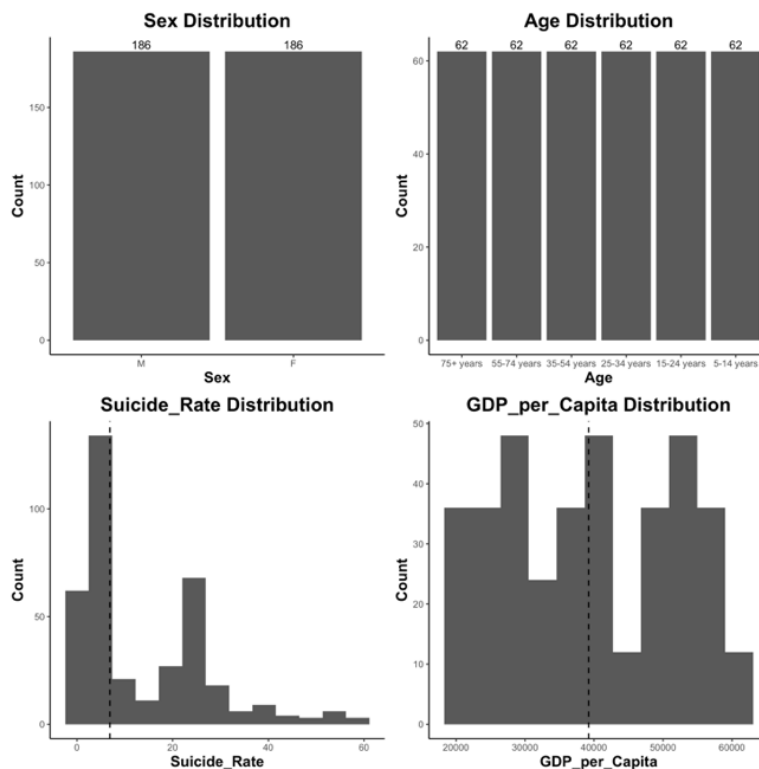 Sex Distribution
186 186
150
100
50
0
Count
M F
Sex
Age Distribution
62 62 62 62 62 62
60
40
20
0
Count
75+ years 55-74 years 35-54 years 25-34 years 15-24 years 5-14 years
Age
Suicide_Rate Distribution
100
50
0
Count
0 20 40 60
Suicide_Rate
GDP_per_Capita Distribution
50
40
30
20
10
0
Count
20000 30000 40000 50000 60000
GDP_per_Capita